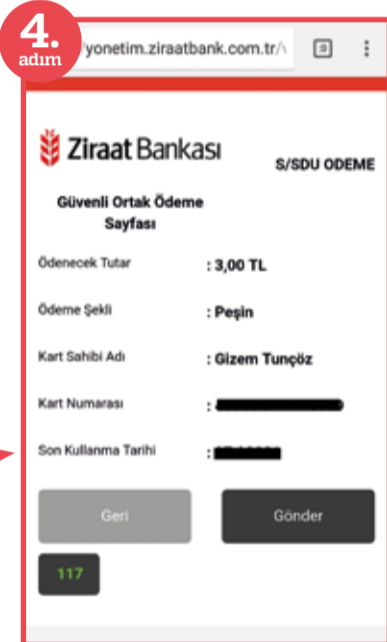 4.
adım
yonetim.ziraatbank.com.tr/
:D
Ziraat Bankası
S/SDU ODEME
Güvenli Ortak Ödeme
Sayfası
Ödenecek Tutar : 3,00 TL
Ödeme Şekli : Peşin
Kart Sahibi Adı : Gizem Tunçöz
Kart Numarası :
Son Kullanma Tarihi :
Geri Gönder
117